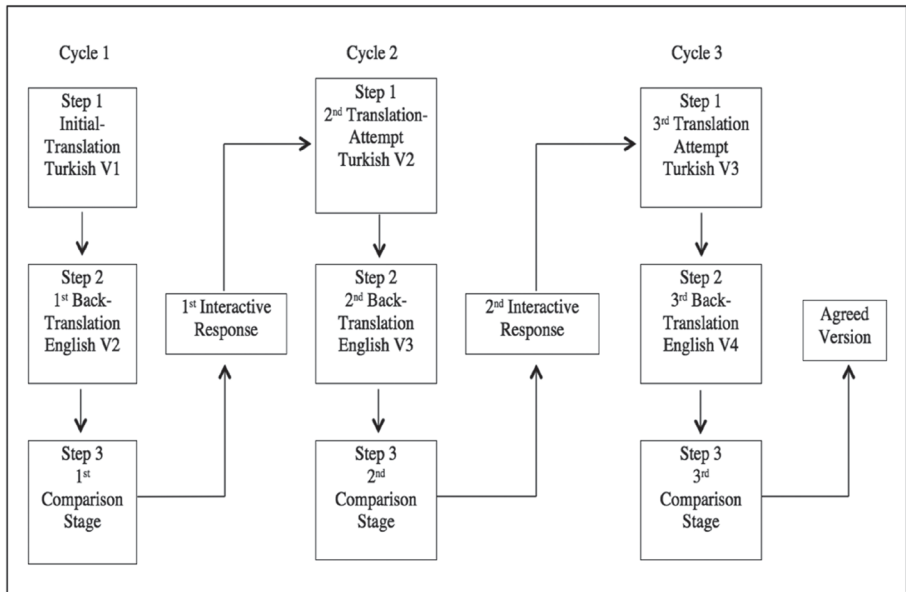 Cycle 1
Step 1
Initial-
Translation
Turkish V1
Step 2
1st Back-
Translation
English V2
Step 3
1st
Comparison
Stage
1st Interactive
Response
Cycle 2
Step 1
2nd Translation-
Attempt
Turkish V2
Step 2
2nd Back-
Translation
English V3
Step 3
2nd
Comparison
Stage
2nd Interactive
Response
Cycle 3
Step 1
3rd Translation
Attempt
Turkish V3
Step 2
3rd Back-
Translation
English V4
Step 3
3rd
Comparison
Stage
Agreed
Version